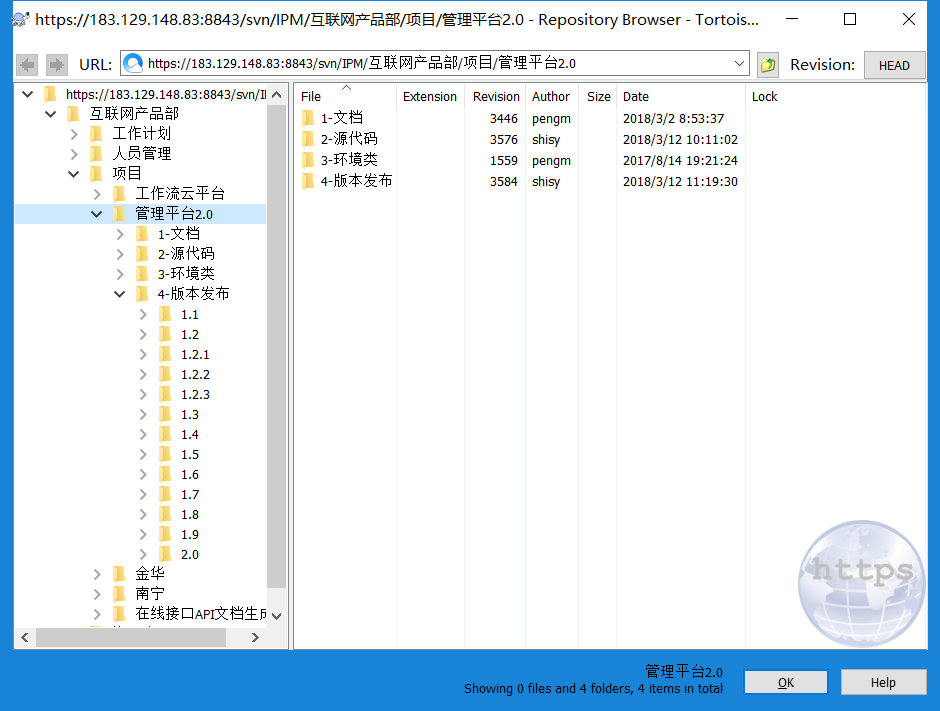 https://183.129.148.83:8843/svn/IPM/互联网产品部/项目/管理平台2.0 - Repository Browser - Tortois...
URL: https://183.129.148.83:8843/svn/IPM/互联网产品部/项目/管理平台2.0 Revision: HEAD
https://183.129.148.83:8843/svn/I
互联网产品部
工作计划
人员管理
项目
工作流云平台
管理平台2.0
1-文档
2-源代码
3-环境类
4-版本发布
1.1
1.2
1.2.1
1.2.2
1.2.3
1.3
1.4
1.5
1.6
1.7
1.8
1.9
2.0
金华
南宁
在线接口API文档生成
File Extension Revision Author Size Date Lock
1-文档 3446 pengm 2018/3/2 8:53:37
2-源代码 3576 shisy 2018/3/12 10:11:02
3-环境类 1559 pengm 2017/8/14 19:21:24
4-版本发布 3584 shisy 2018/3/12 11:19:30
https
管理平台2.0
Showing 0 files and 4 folders, 4 items in total
OK Help